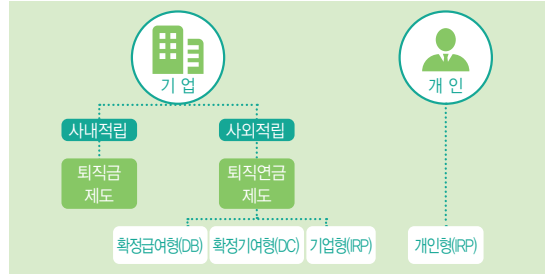 기 업
개 인
사내적립
사외적립
퇴직금
제도
퇴직연금
제도
확정급여형(DB)
확정기여형(DC)
기업형(IRP)
개인형(IRP)